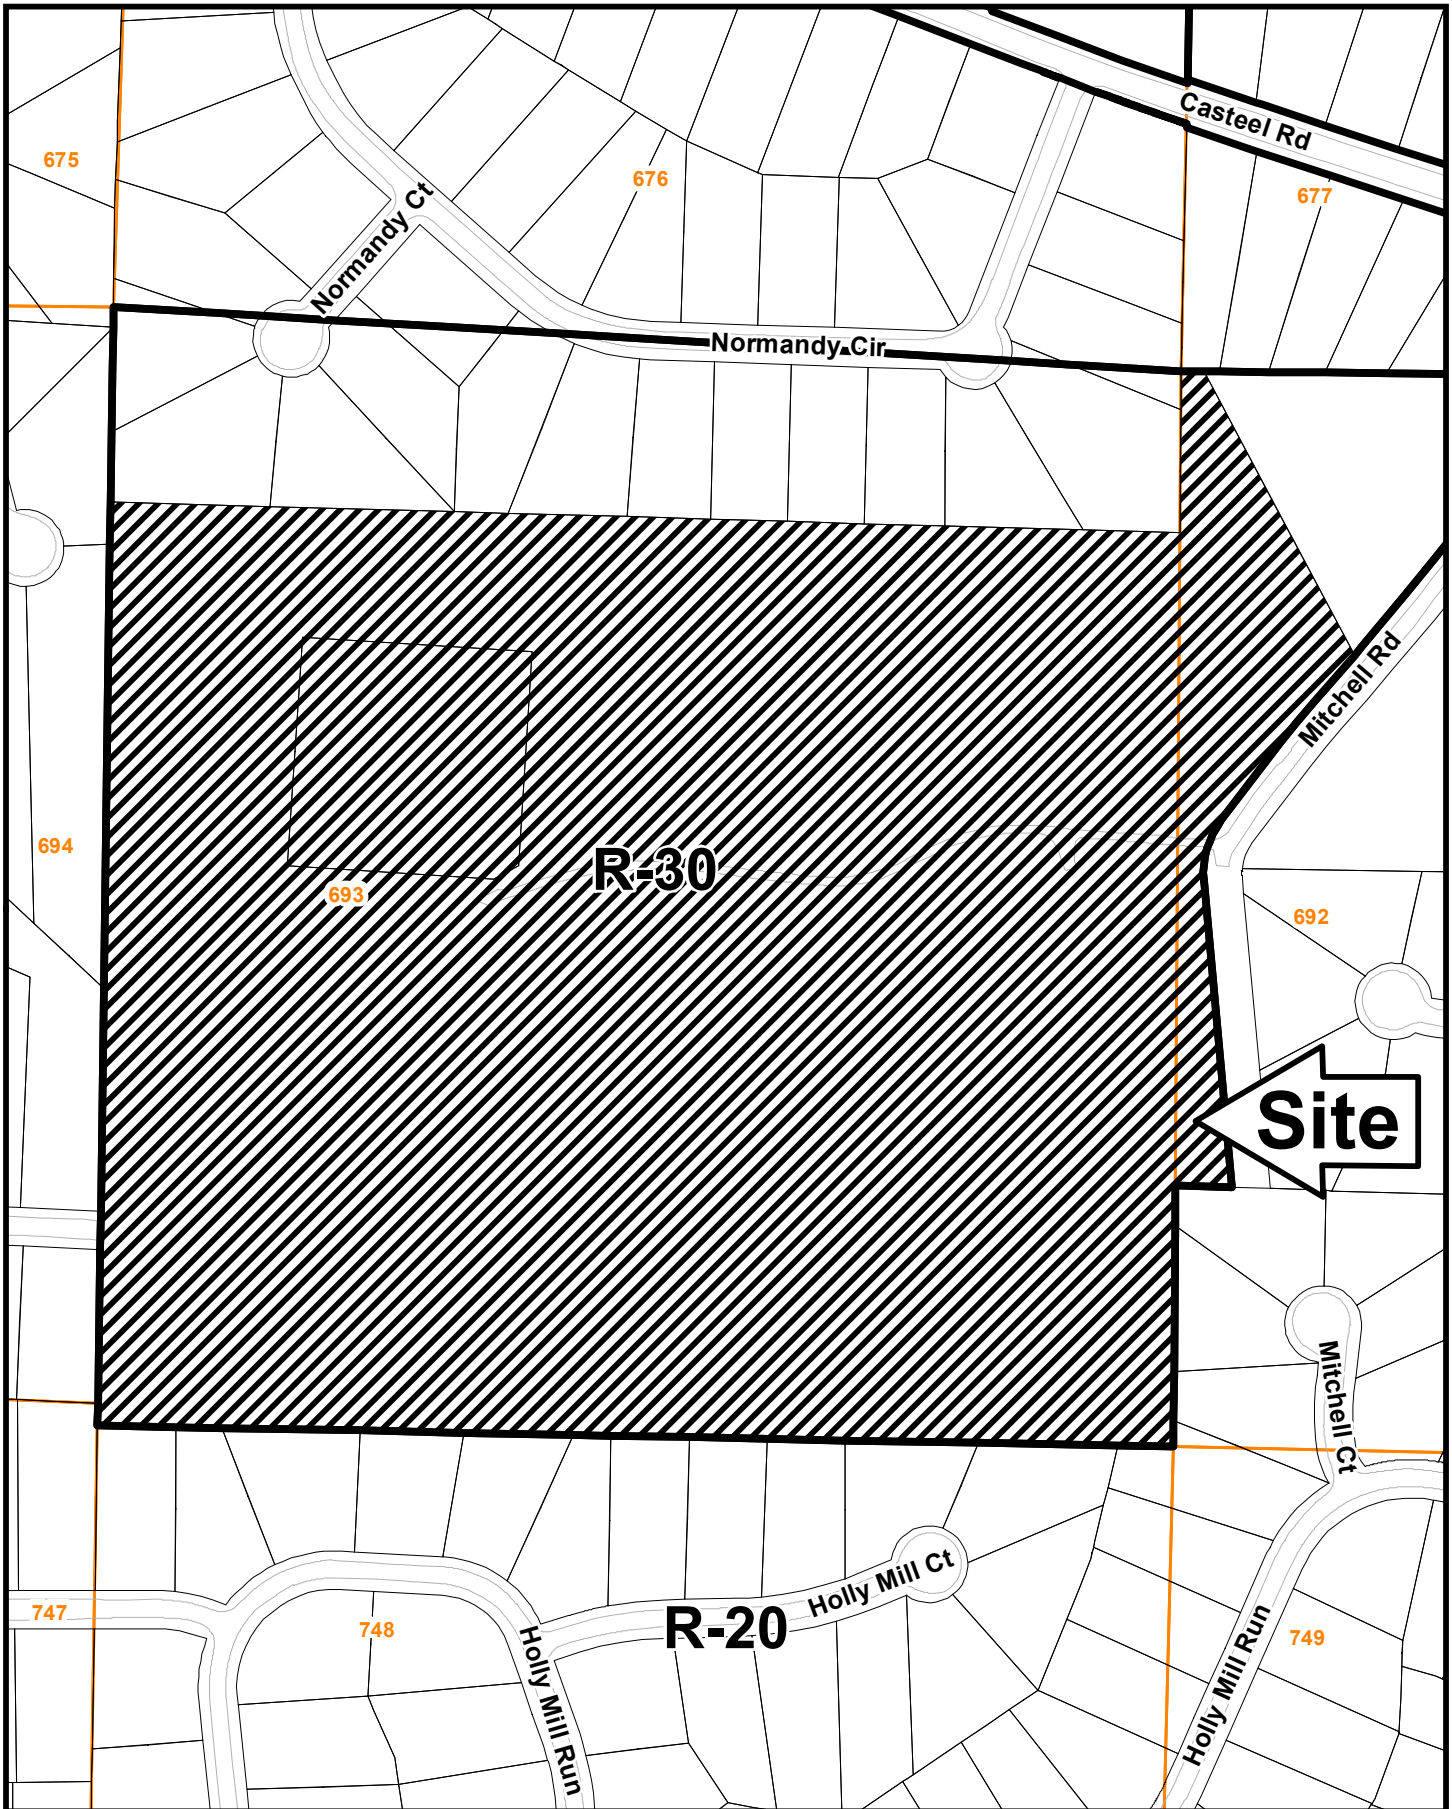 Casteel Rd
675
676
677
Normandy Ct
Normandy Cir
Mitchell Rd
694
R-30
693
692
Site
Mitchell Ct
Holly Mill Ct
747
748
R-20
Holly Mill Run
Holly Mill Run
749